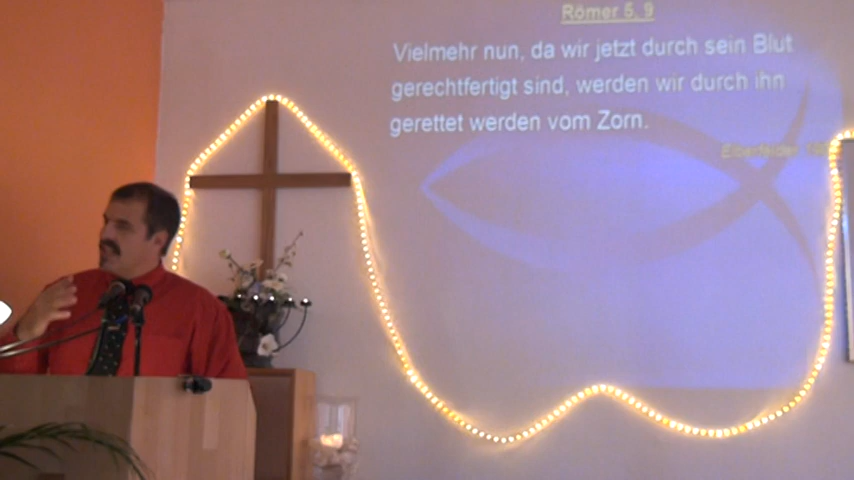 Römer 5, 9
Vielmehr nun, da wir jetzt durch sein Blut
gerechtfertigt sind, werden wir durch ihn
gerettet werden vom Zorn.
Elberfelder